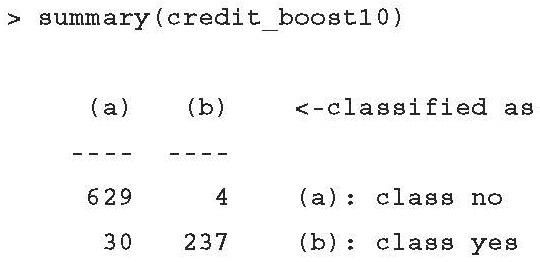 > summary(credit_boost10)
(a) (b) <-classified as
---- ----
629 4 (a): class no
30 237 (b): class yes